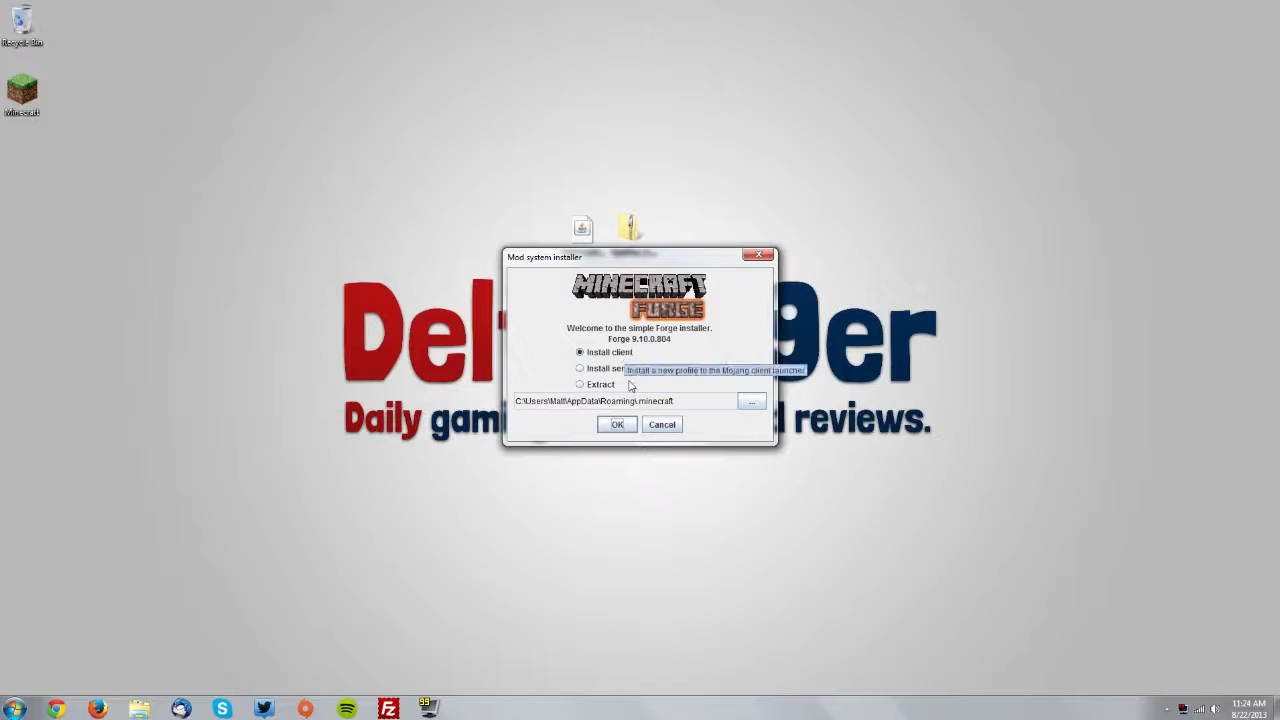 Recycle Bin
Minecraft
Mod system installer
MINECRAFT
FORGE
Welcome to the simple Forge installer.
Forge 9.10.0.804
Install client
Install ser
Install a new profile to the Mojang client launcher
Extract
C:\Users\Matt\AppData\Roaming\.minecraft
...
OK
Cancel
Del
9er
Daily gam
d reviews.
99
11:24 AM
8/22/2013